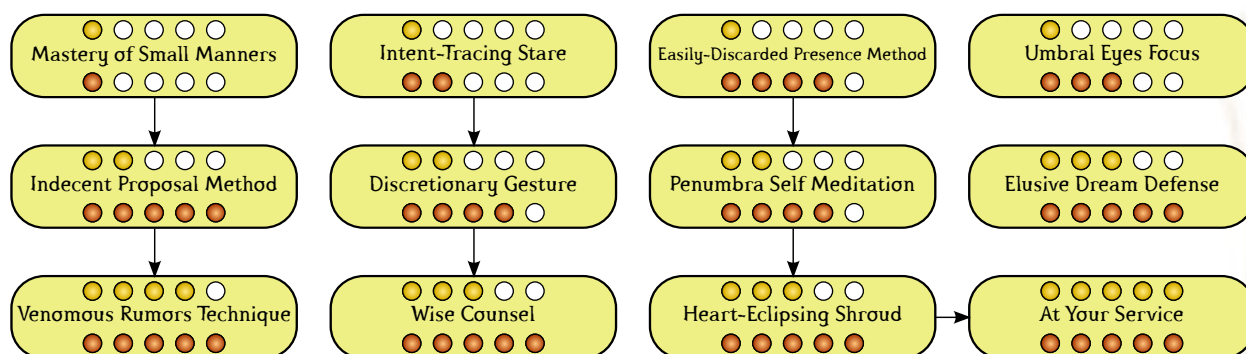 Mastery of Small Manners
Intent-Tracing Stare
Easily-Discarded Presence Method
Umbral Eyes Focus
Indecent Proposal Method
Discretionary Gesture
Penumbra Self Meditation
Elusive Dream Defense
Venomous Rumors Technique
Wise Counsel
Heart-Eclipsing Shroud
At Your Service